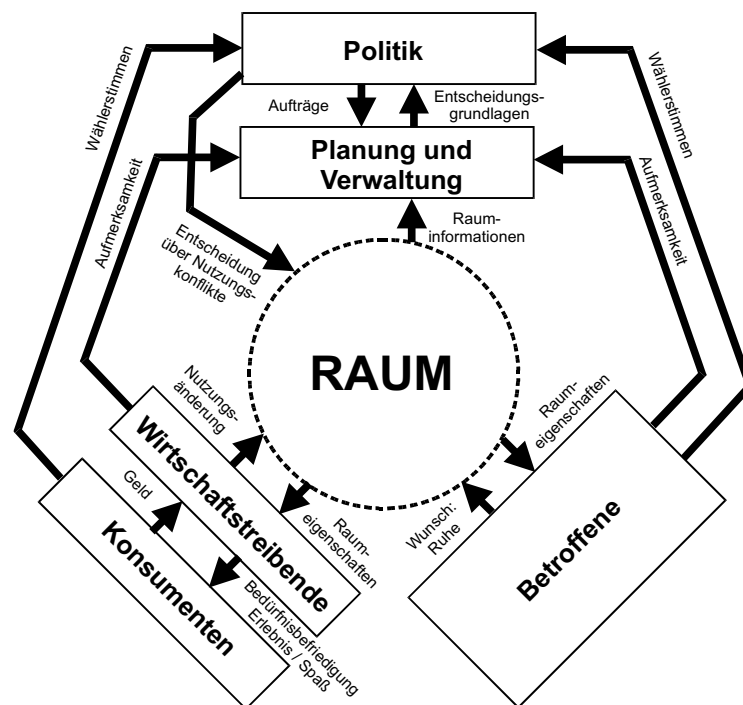 Politik
Wählerstimmen
Wählerstimmen
Aufträge
Entscheidungs-
grundlagen
Planung und
Verwaltung
Aufmerksamkeit
Aufmerksamkeit
Raum-
informationen
Entscheidung
über Nutzungs-
konflikte
RAUM
Nutzungs-
änderung
Raum-
eigenschaften
Wirtschaftstreibende
Raum-
eigenschaften
Geld
Konsumenten
Bedürfnisbefriedigung
Erlebnis / Spaß
Wunsch:
Ruhe
Betroffene